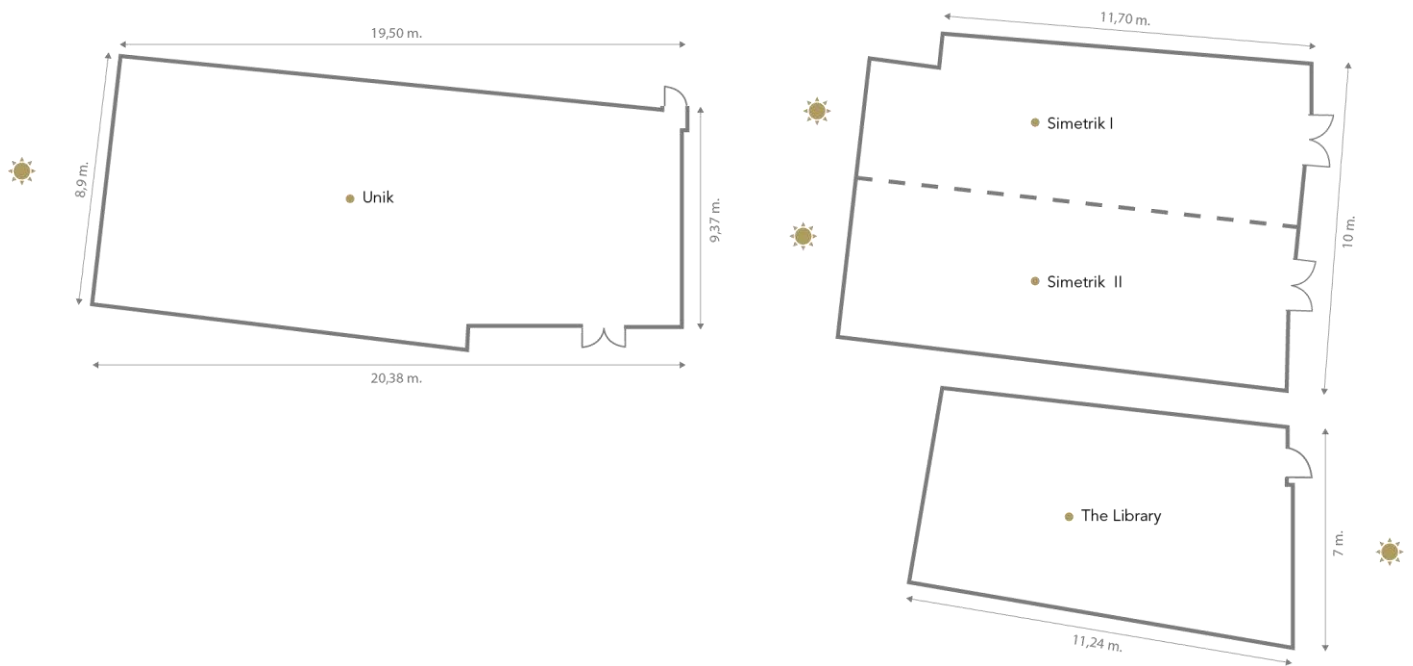 19,50 m.
8,9 m.
Unik
9,37 m.
20,38 m.
11,70 m.
Simetrik I
10 m.
Simetrik II
The Library
7 m.
11,24 m.